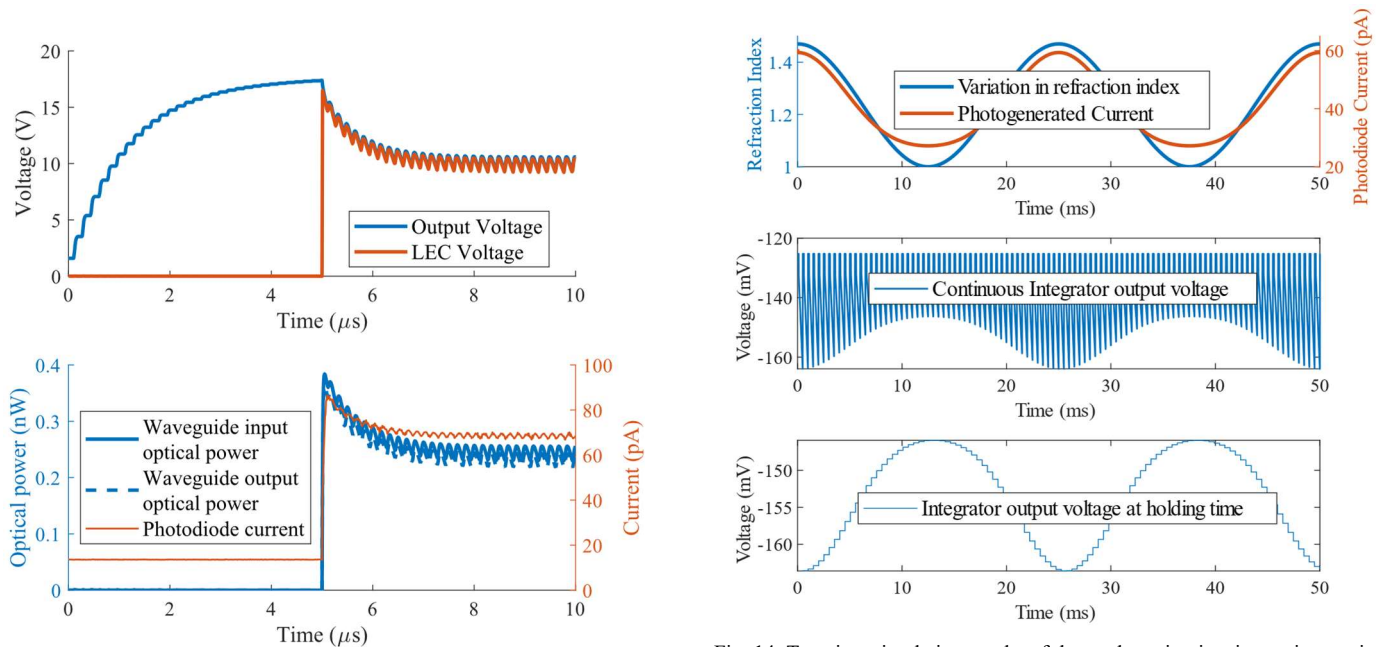 20
15
10
5
0
Voltage (V)
Output Voltage
LEC Voltage
0 2 4 6 8 10
Time (μs)
0.4
0.3
0.2
0.1
0
Optical power (nW)
Waveguide input
optical power
Waveguide output
optical power
Photodiode current
100
80
60
40
20
0
Current (pA)
0 2 4 6 8 10
Time (μs)
1.4
1.2
1
Refraction Index
Variation in refraction index
Photogenerated Current
60
40
20
Photodiode Current (pA)
0 10 20 30 40 50
Time (ms)
-120
-140
-160
Voltage (mV)
Continuous Integrator output voltage
0 10 20 30 40 50
Time (ms)
-150
-155
-160
Voltage (mV)
Integrator output voltage at holding time
0 10 20 30 40 50
Time (ms)